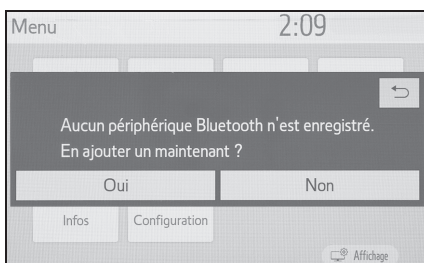 Menu 2:09
Aucun périphérique Bluetooth n'est enregistré.
En ajouter un maintenant ?
Oui Non
Infos Configuration
Affichage